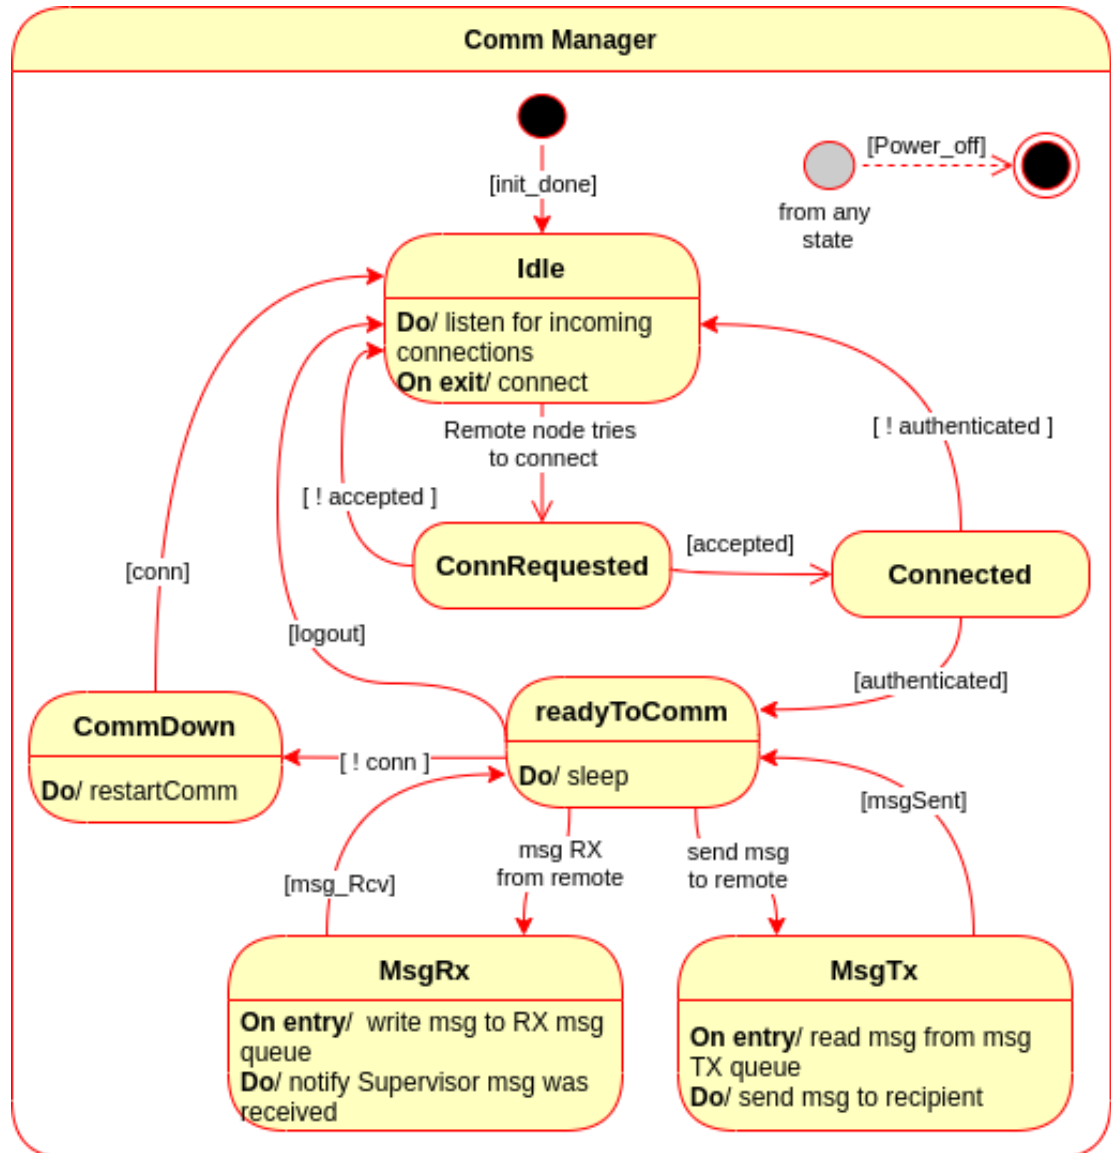 Comm Manager
[Power_off]
[init_done]
from any
state
Idle
Do/ listen for incoming
connections
On exit/ connect
Remote node tries
to connect
[ ! authenticated ]
[ ! accepted ]
[accepted]
ConnRequested
Connected
[conn]
[logout]
[authenticated]
readyToComm
CommDown
[ ! conn ]
Do/ sleep
Do/ restartComm
[msgSent]
msg RX
from remote
send msg
to remote
[msg_Rcv]
MsgRx
On entry/  write msg to RX msg
queue
Do/ notify Supervisor msg was
received
MsgTx
On entry/ read msg from msg
TX queue
Do/ send msg to recipient